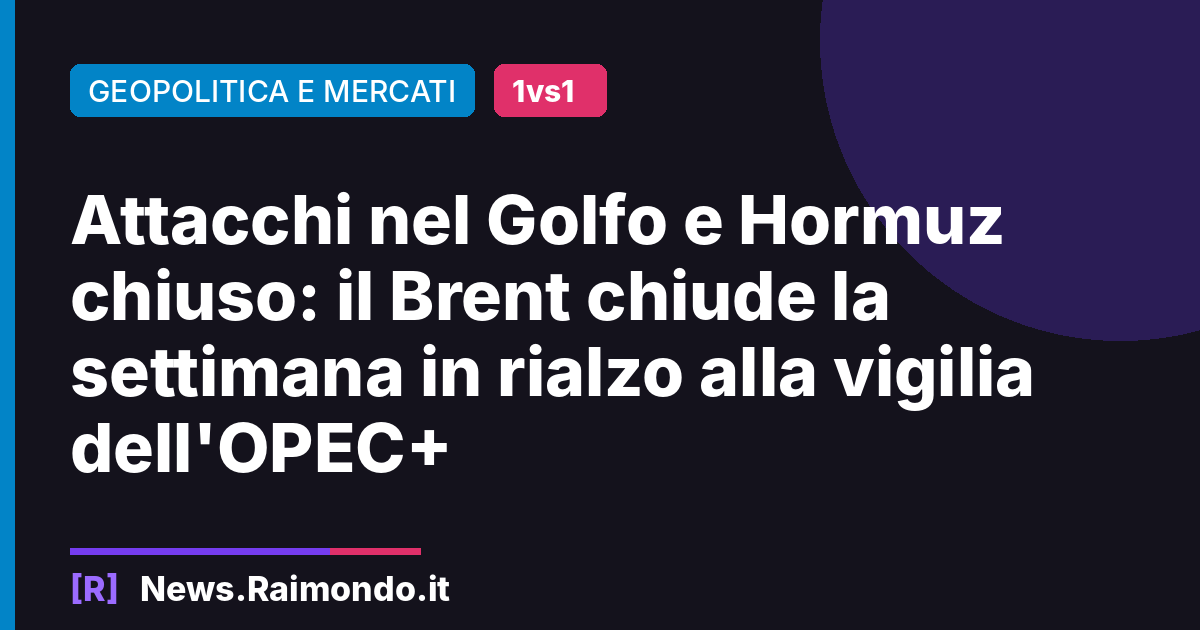 GEOPOLITICA E MERCATI 1vs1
Attacchi nel Golfo e Hormuz
chiuso: il Brent chiude la
settimana in rialzo alla vigilia
dell'OPEC+
[R] News.Raimondo.it